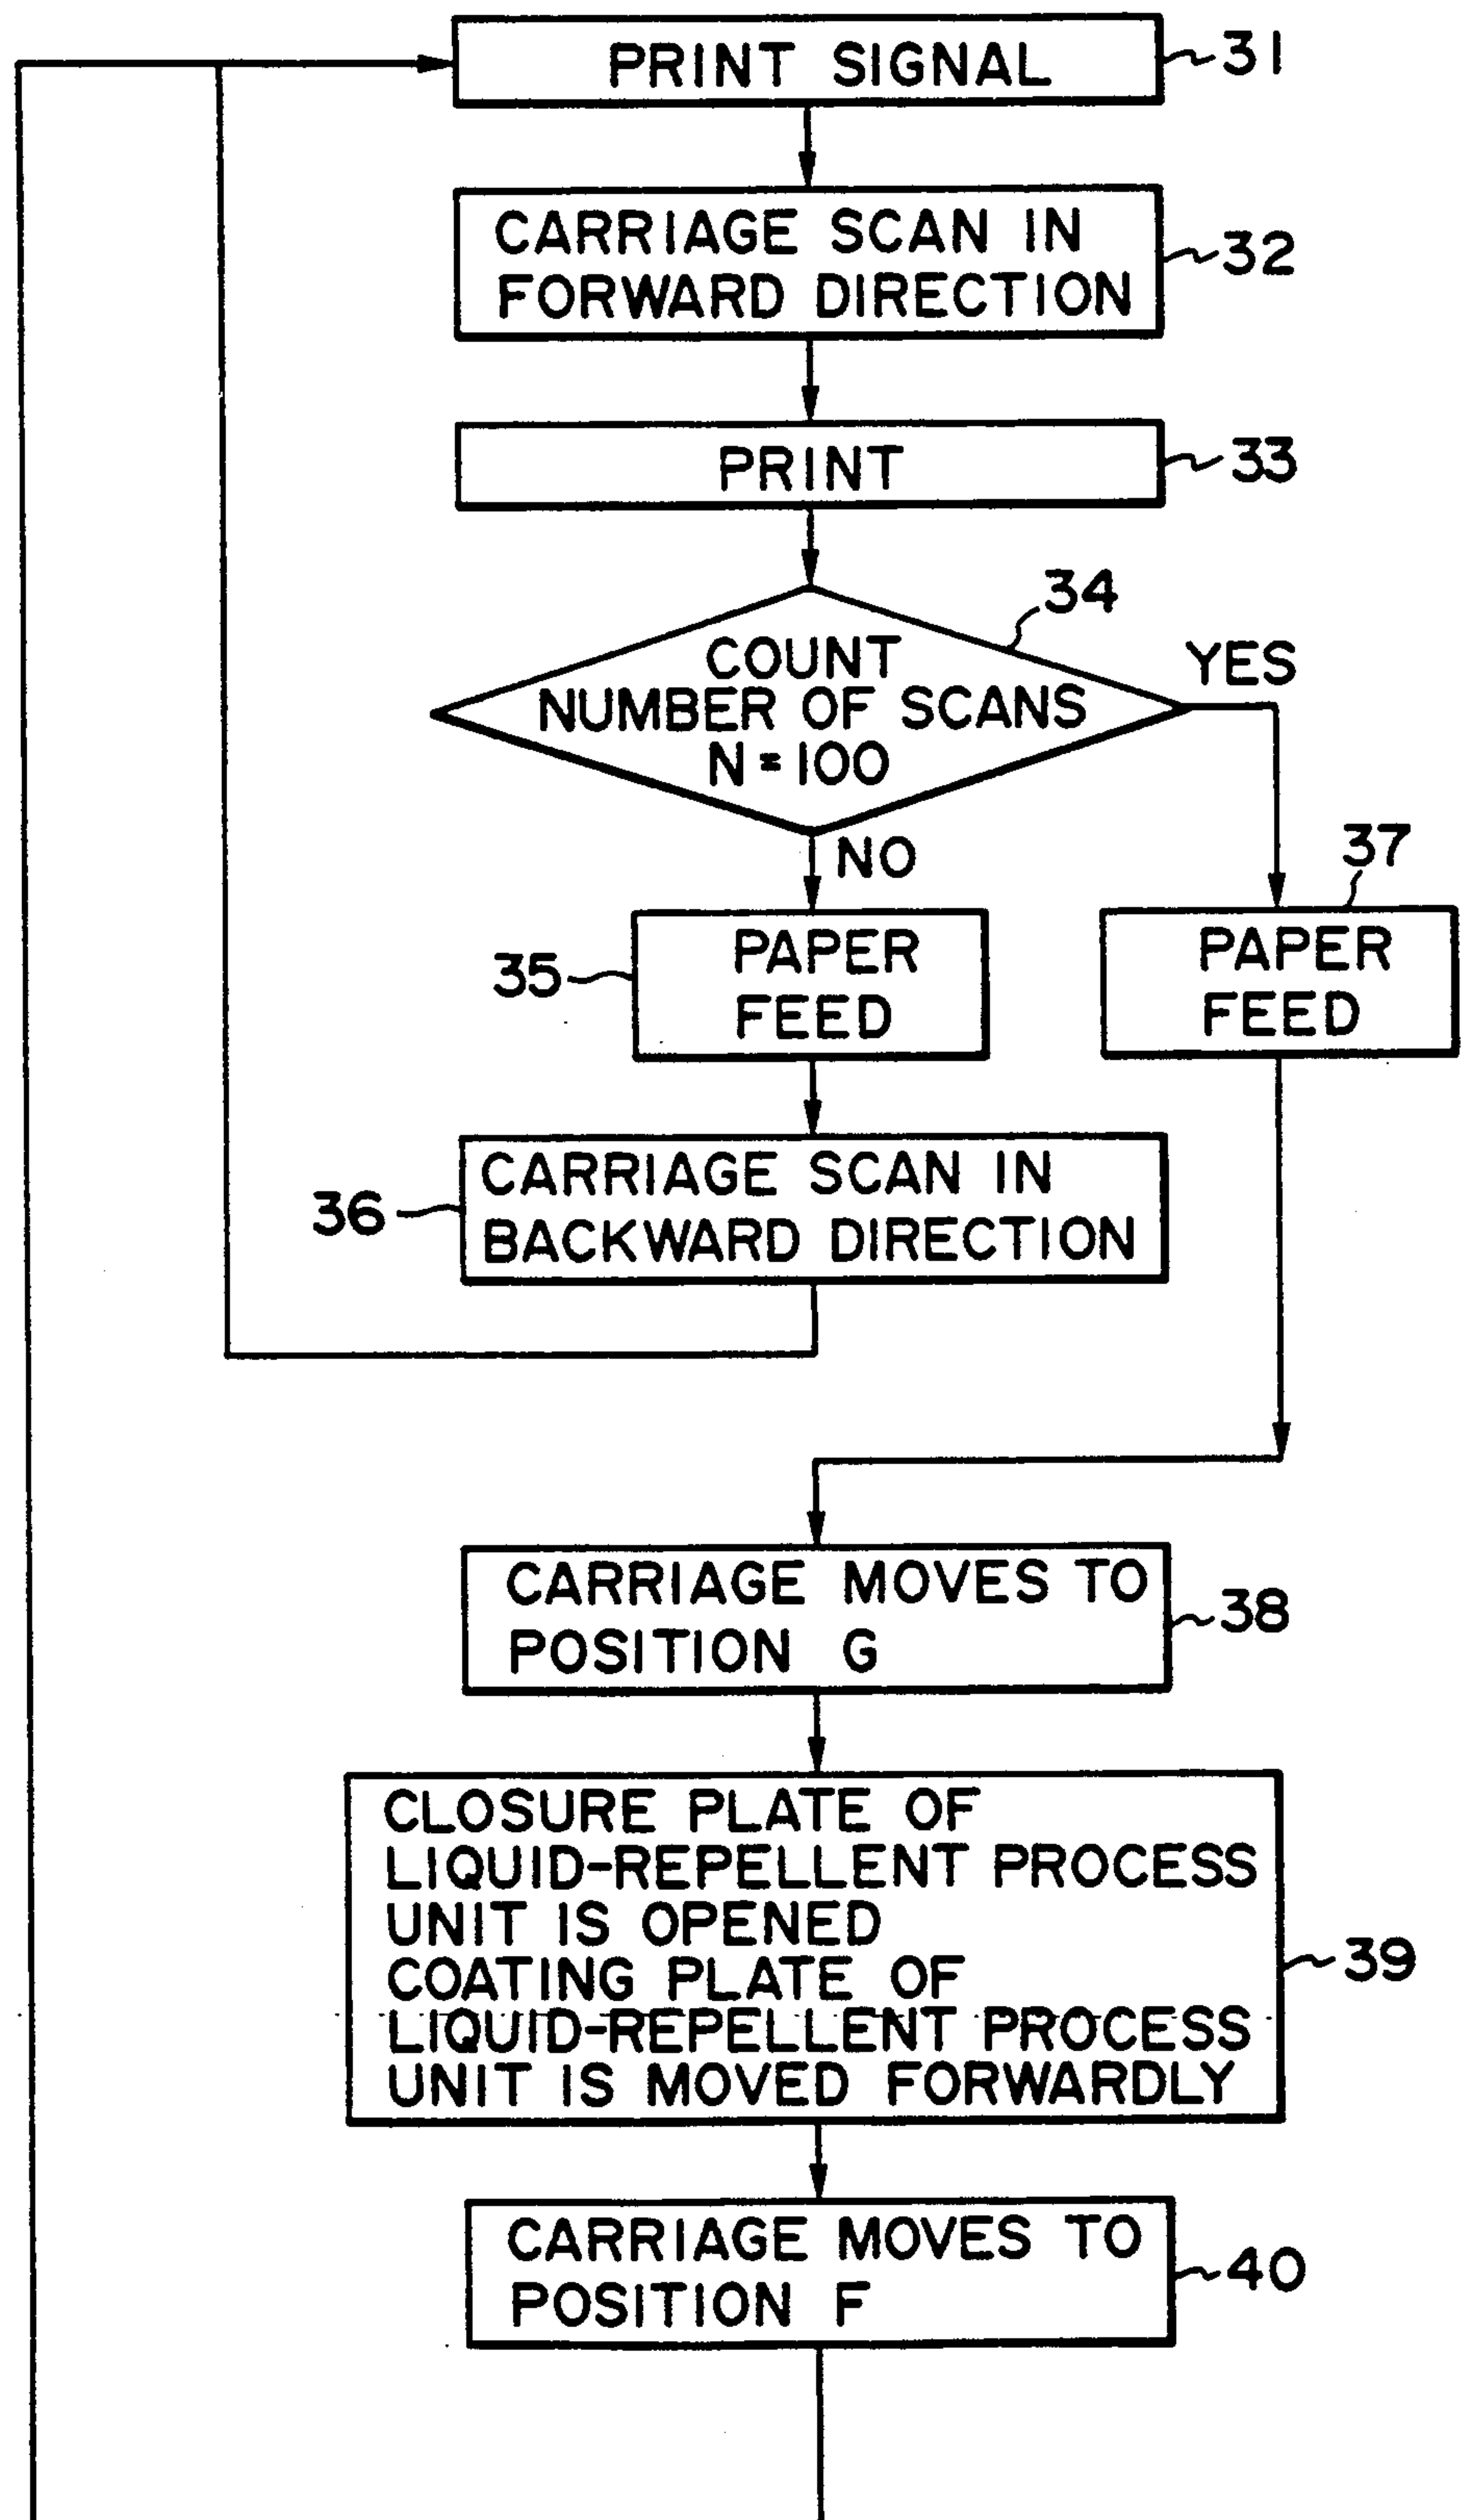 PRINT SIGNAL
31
CARRIAGE SCAN IN
FORWARD DIRECTION
32
PRINT
33
34
COUNT
NUMBER OF SCANS
N=100
YES
NO
37
35
PAPER
FEED
PAPER
FEED
36
CARRIAGE SCAN IN
BACKWARD DIRECTION
CARRIAGE MOVES TO
POSITION G
38
CLOSURE PLATE OF
LIQUID-REPELLENT PROCESS
UNIT IS OPENED
COATING PLATE OF
LIQUID-REPELLENT PROCESS
UNIT IS MOVED FORWARDLY
39
CARRIAGE MOVES TO
POSITION F
40